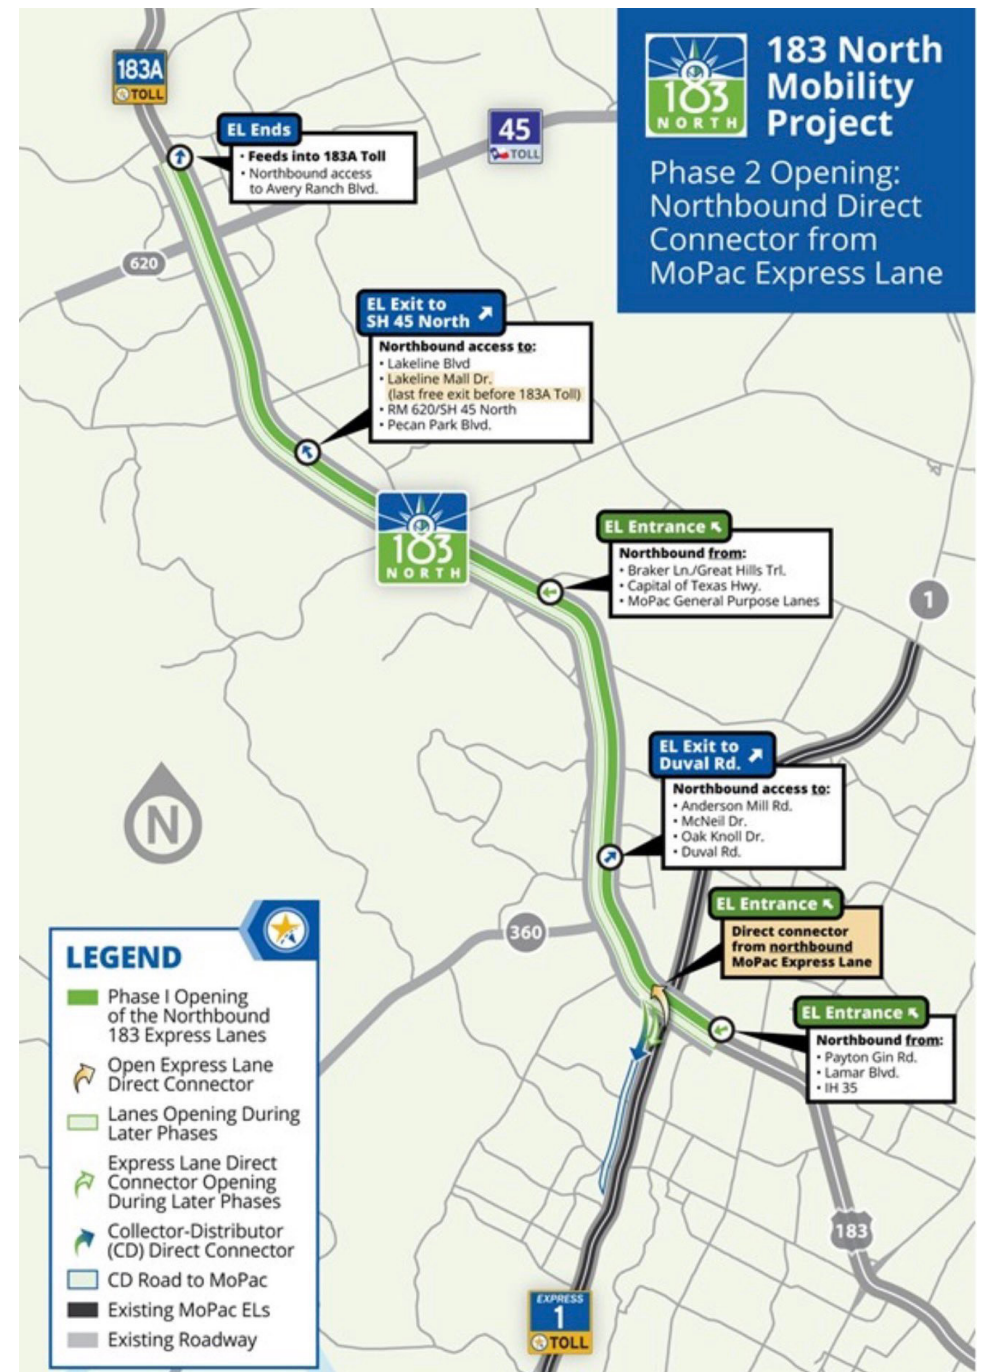 183A
TOLL
EL Ends
• Feeds into 183A Toll
• Northbound access
to Avery Ranch Blvd.
45
TOLL
183
NORTH
183 North
Mobility
Project
Phase 2 Opening:
Northbound Direct
Connector from
MoPac Express Lane
620
EL Exit to
SH 45 North
Northbound access to:
• Lakeline Blvd
• Lakeline Mall Dr.
(last free exit before 183A Toll)
• RM 620/SH 45 North
• Pecan Park Blvd.
183
NORTH
EL Entrance
Northbound from:
• Braker Ln./Great Hills Trl.
• Capital of Texas Hwy.
• MoPac General Purpose Lanes
1
EL Exit to
Duval Rd.
Northbound access to:
• Anderson Mill Rd.
• McNeil Dr.
• Oak Knoll Dr.
• Duval Rd.
N
EL Entrance
Direct connector
from northbound
MoPac Express Lane
360
EL Entrance
Northbound from:
• Payton Gin Rd.
• Lamar Blvd.
• IH 35
183
EXPRESS
1
TOLL
LEGEND
Phase I Opening
of the Northbound
183 Express Lanes
Open Express Lane
Direct Connector
Lanes Opening During
Later Phases
Express Lane Direct
Connector Opening
During Later Phases
Collector-Distributor
(CD) Direct Connector
CD Road to MoPac
Existing MoPac ELs
Existing Roadway